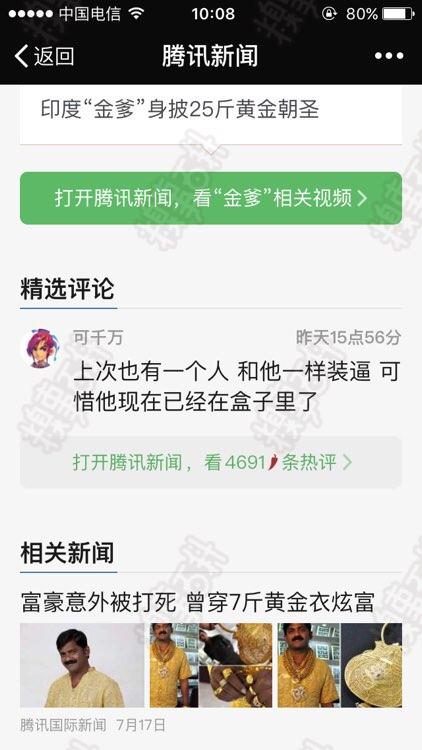 中国电信 10:08 80%
返回 腾讯新闻
印度“金爹”身披25斤黄金朝圣
打开腾讯新闻，看“金爹”相关视频
精选评论
可千万 昨天15点56分
上次也有一个人 和他一样装逼 可
惜他现在已经在盒子里了
打开腾讯新闻，看4691条热评
相关新闻
富豪意外被打死 曾穿7斤黄金衣炫富
腾讯国际新闻 7月17日